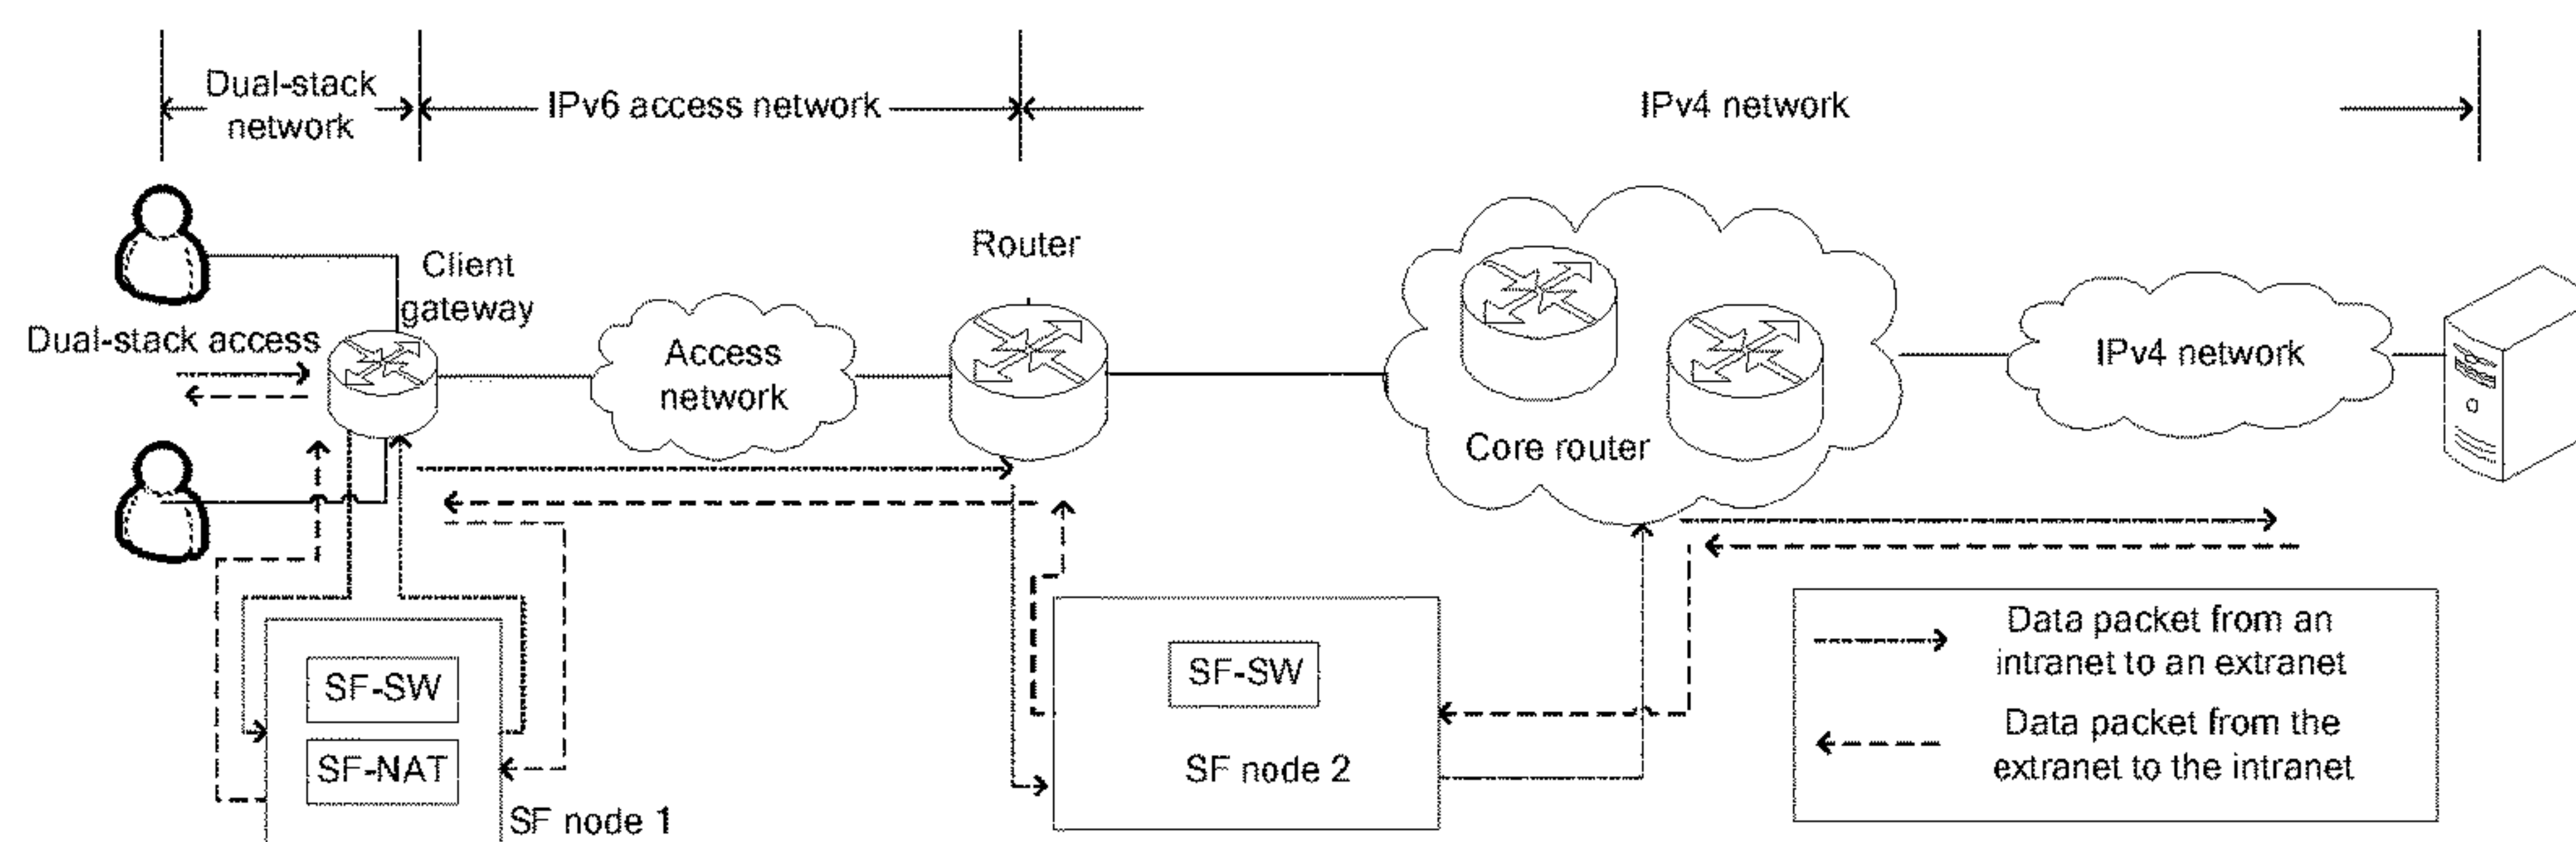 Dual-stack
network
IPv6 access network
IPv4 network
Client
gateway
Router
Dual-stack access
Access
network
Core router
IPv4 network
SF-SW
SF-NAT
SF node 1
SF-SW
SF node 2
Data packet from an
intranet to an extranet
Data packet from the
extranet to the intranet